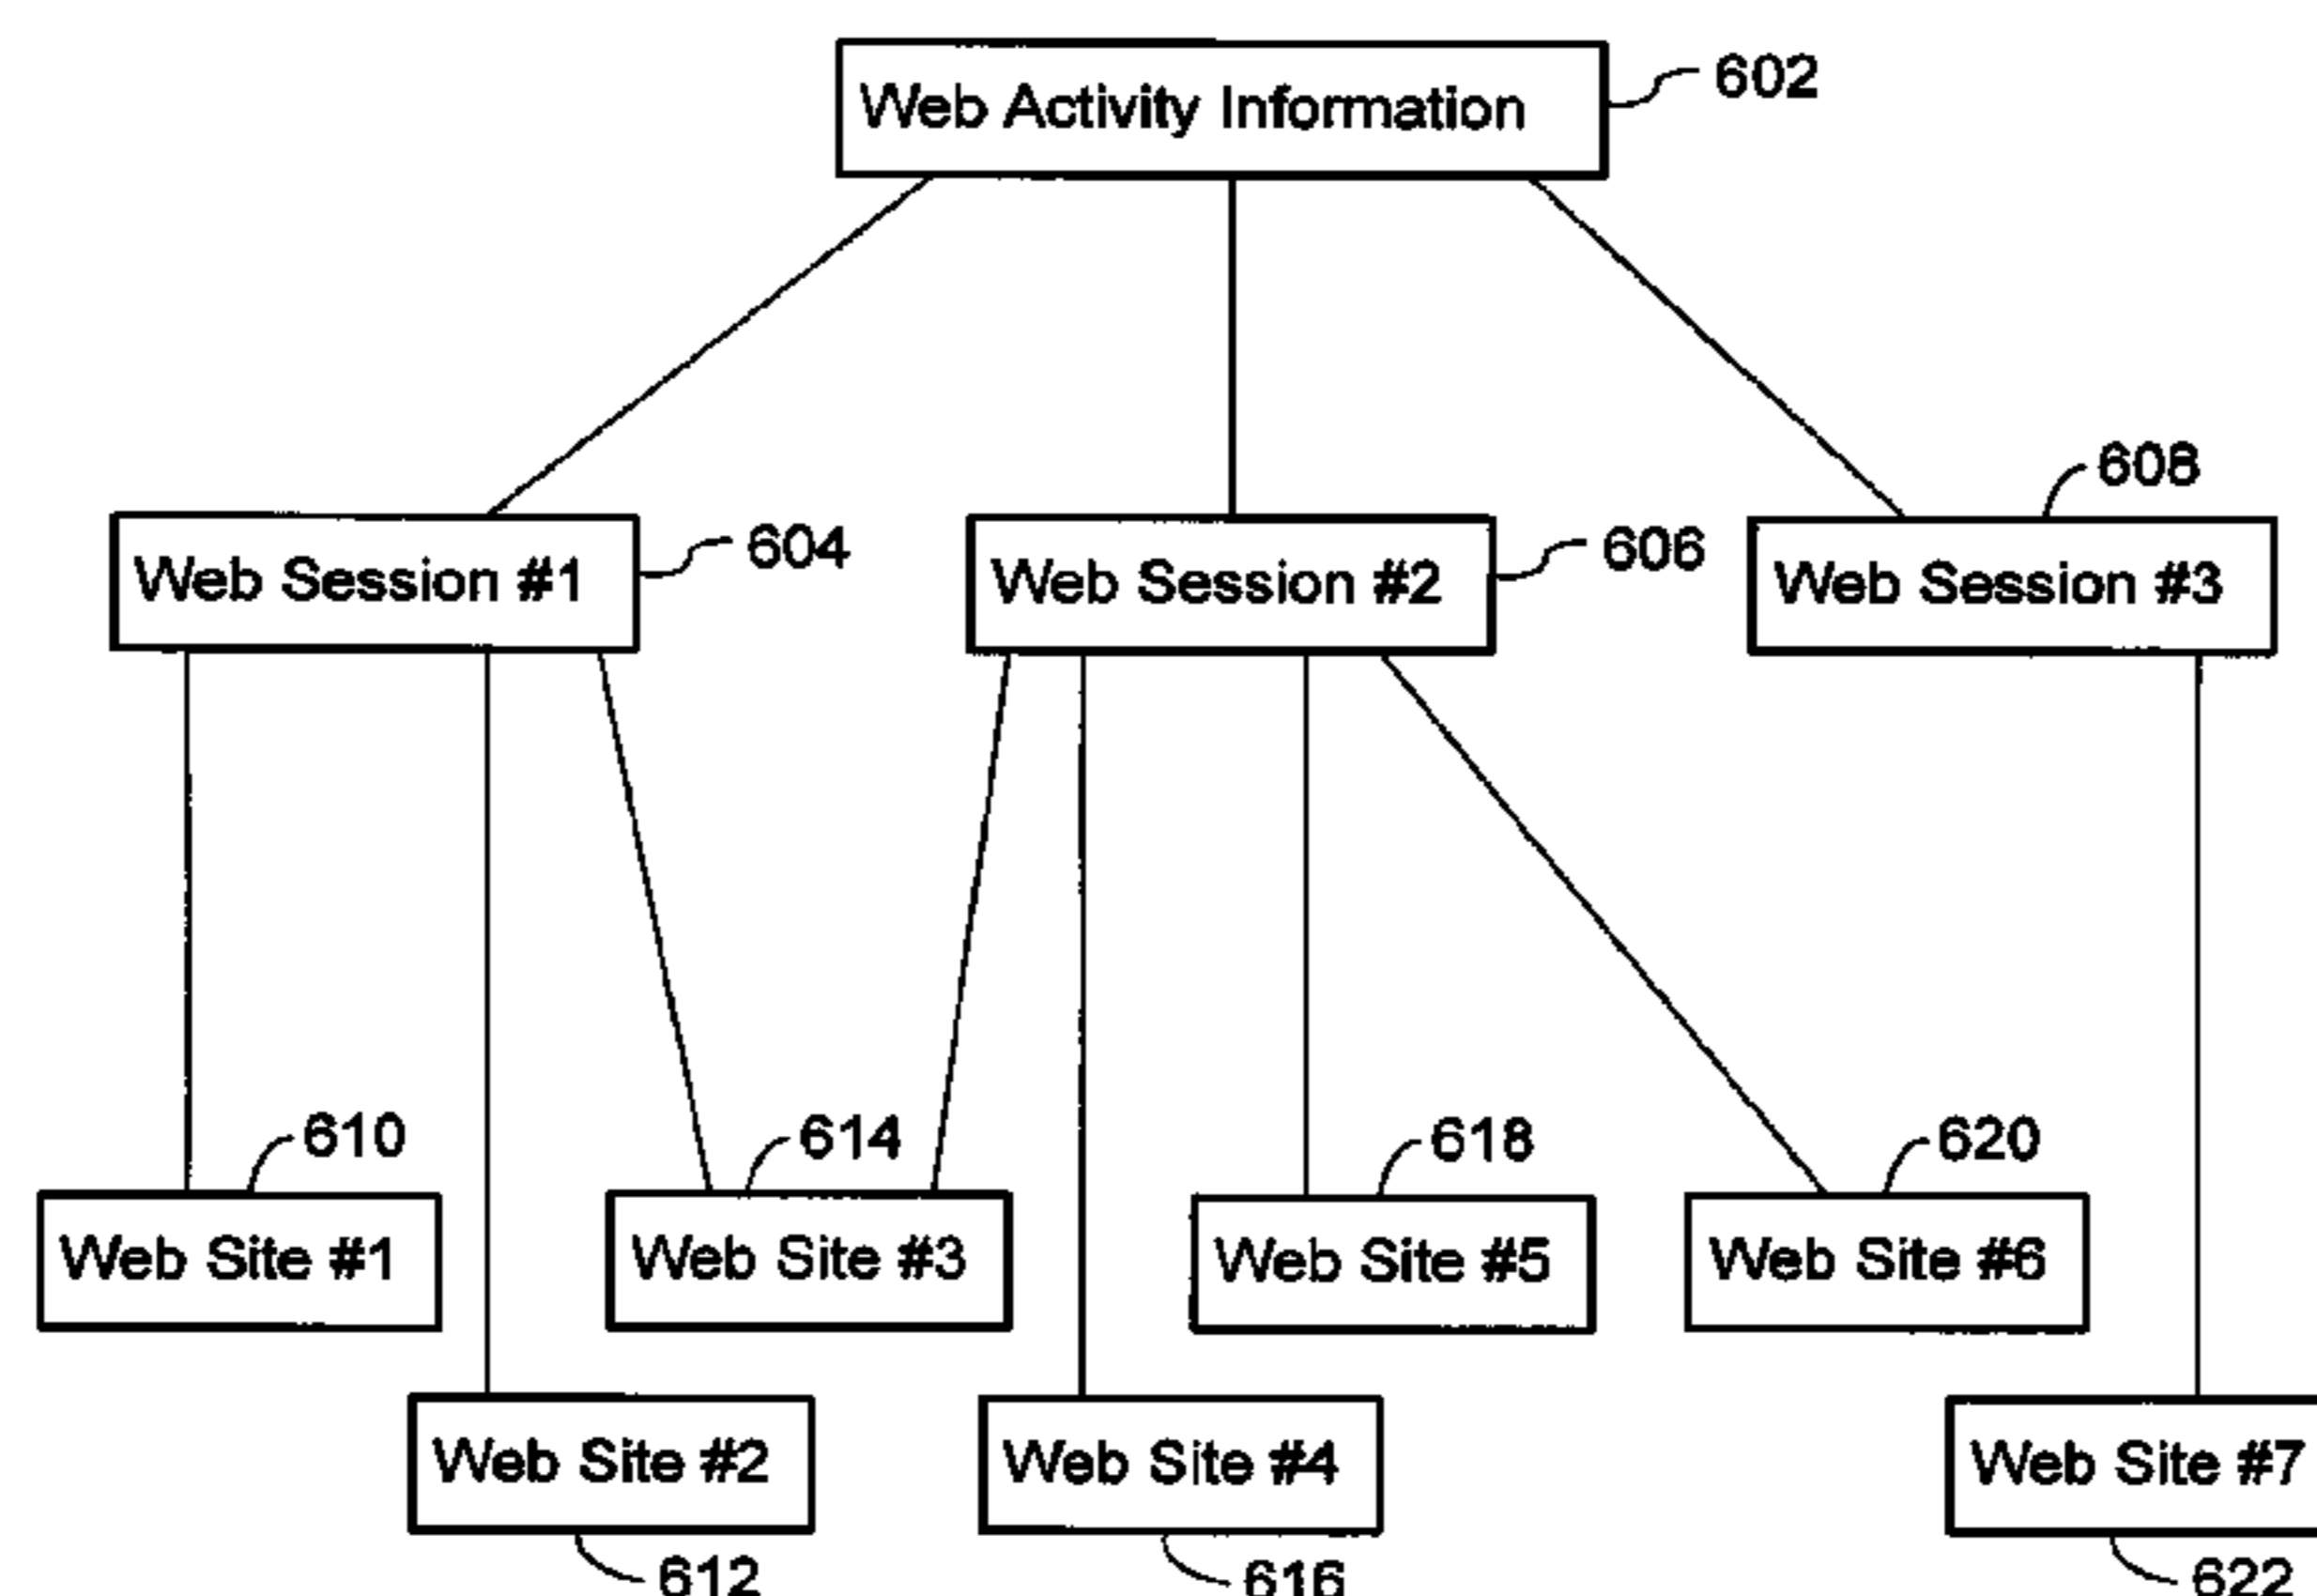 Web Activity Information
602
608
Web Session #1
604
Web Session #2
606
Web Session #3
610
614
618
620
Web Site #1
Web Site #3
Web Site #5
Web Site #6
Web Site #2
Web Site #4
Web Site #7
612
616
622